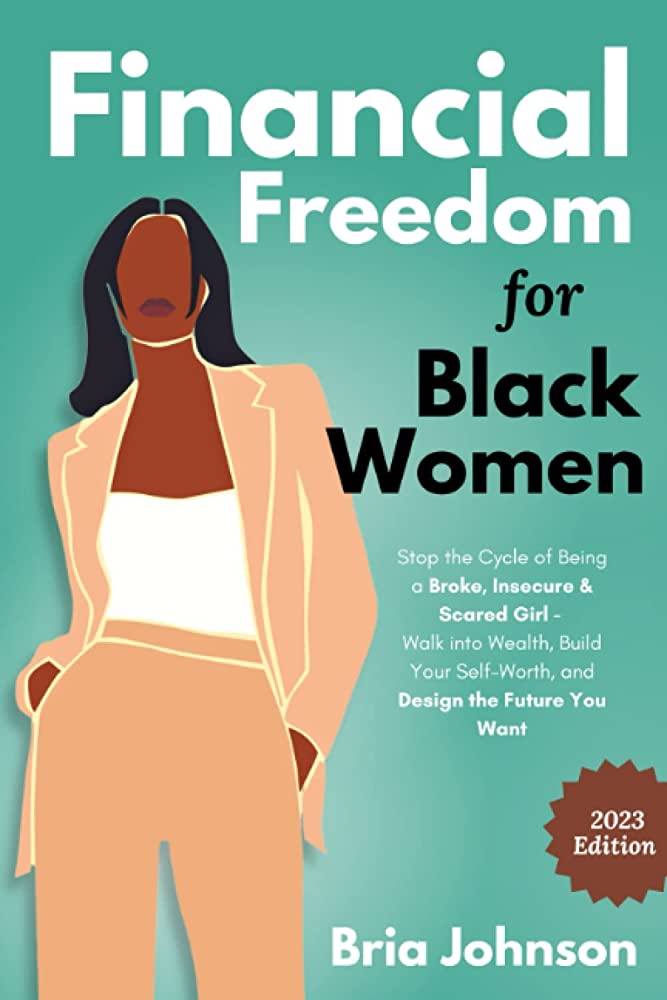 Financial
Freedom
for
Black
Women
Stop the Cycle of Being
a Broke, Insecure &
Scared Girl -
Walk into Wealth, Build
Your Self-Worth, and
Design the Future You
Want
2023
Edition
Bria Johnson